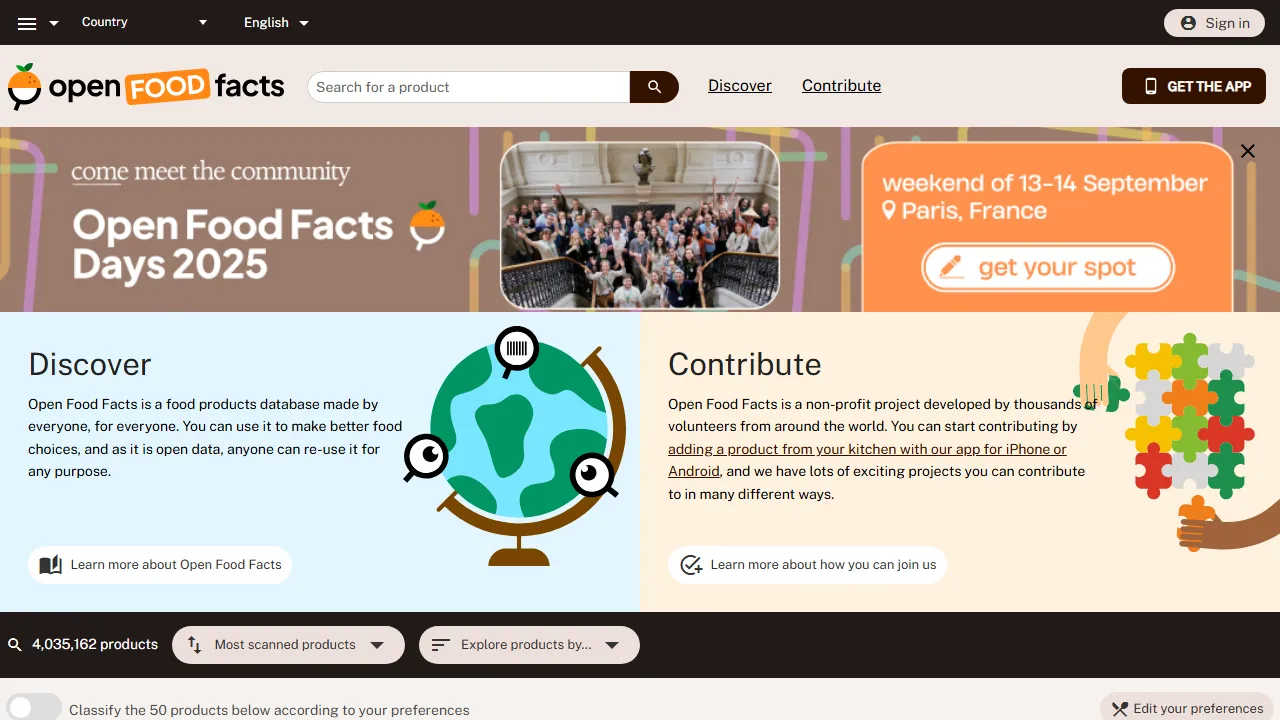 Country
English
Sign in
open FOOD facts
Search for a product
Discover
Contribute
GET THE APP
come meet the community
Open Food Facts
Days 2025
weekend of 13-14 September
Paris, France
get your spot
Discover
Open Food Facts is a food products database made by
everyone, for everyone. You can use it to make better food
choices, and as it is open data, anyone can re-use it for
any purpose.
Learn more about Open Food Facts
Contribute
Open Food Facts is a non-profit project developed by thousands of
volunteers from around the world. You can start contributing by
adding a product from your kitchen with our app for iPhone or
Android, and we have lots of exciting projects you can contribute
to in many different ways.
Learn more about how you can join us
4,035,162 products
Most scanned products
Explore products by...
Classify the 50 products below according to your preferences
Edit your preferences